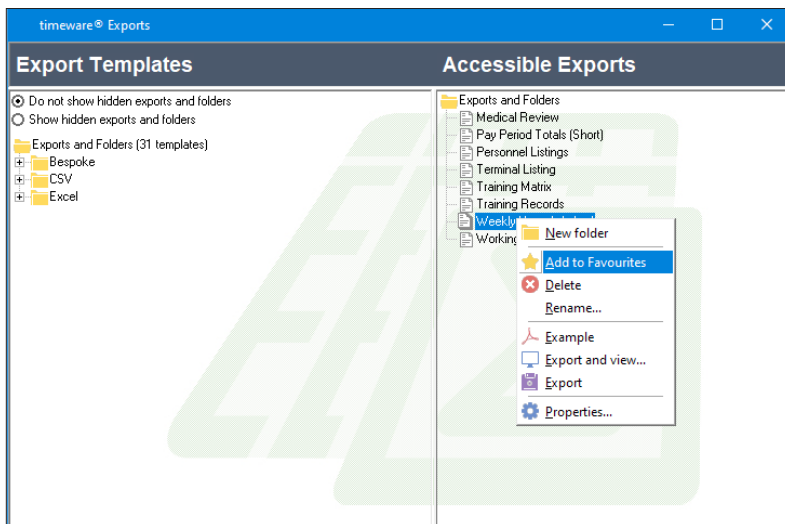 timeware® Exports
Export Templates
Accessible Exports
Do not show hidden exports and folders
Show hidden exports and folders
Exports and Folders (31 templates)
Bespoke
CSV
Excel
Exports and Folders
Medical Review
Pay Period Totals (Short)
Personnel Listings
Terminal Listing
Training Matrix
Training Records
Weekly
Working
New folder
Add to Favourites
Delete
Rename...
Example
Export and view...
Export
Properties...